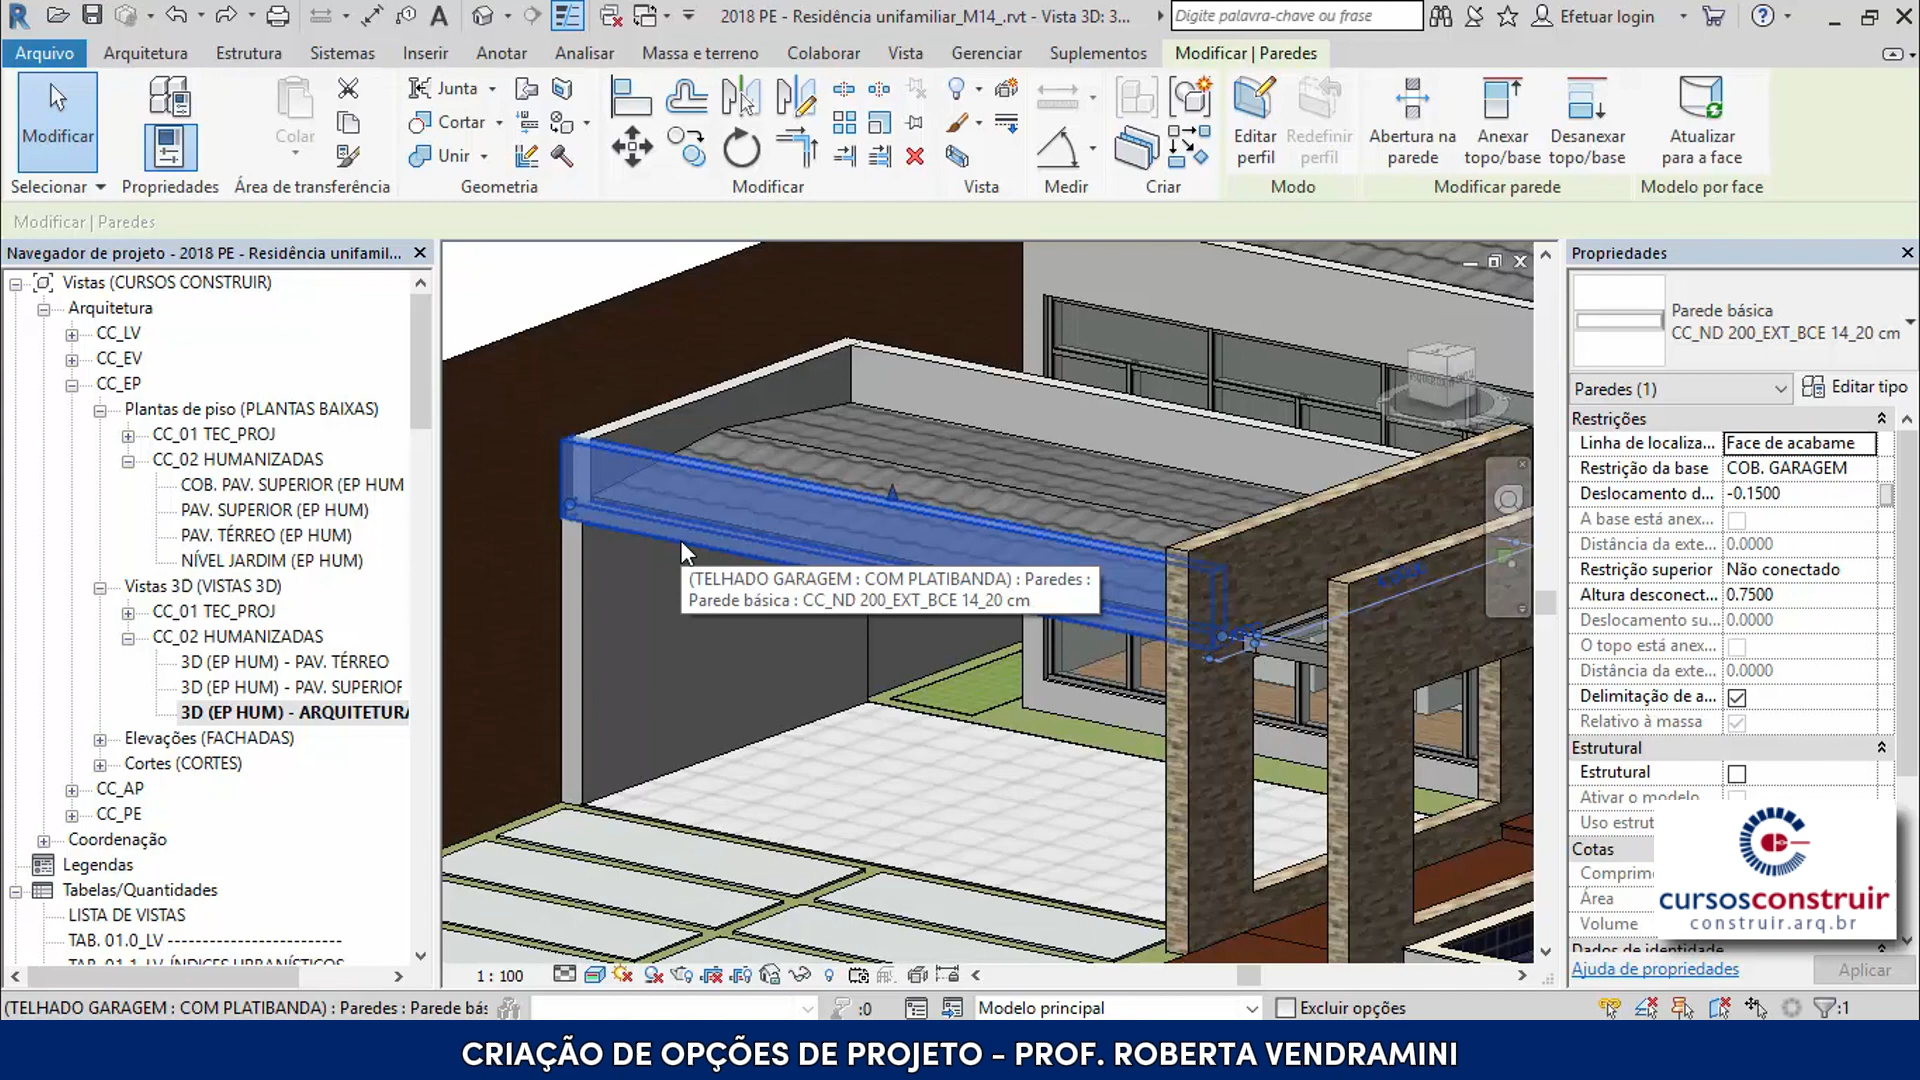 2018 PE - Residência unifamiliar_M14_.rvt - Vista 3D: 3...
Digite palavra-chave ou frase
Efetuar login
Arquivo
Arquitetura
Estrutura
Sistemas
Inserir
Anotar
Analisar
Massa e terreno
Colaborar
Vista
Gerenciar
Suplementos
Modificar | Paredes
Modificar
Colar
Junta
Cortar
Unir
Editar perfil
Redefinir perfil
Abertura na parede
Anexar topo/base
Desanexar topo/base
Atualizar para a face
Selecionar
Propriedades
Área de transferência
Geometria
Modificar
Vista
Medir
Criar
Modo
Modificar parede
Modelo por face
Modificar | Paredes
Navegador de projeto - 2018 PE - Residência unifamil...
Vistas (CURSOS CONSTRUIR)
Arquitetura
CC_LV
CC_EV
CC_EP
Plantas de piso (PLANTAS BAIXAS)
CC_01 TEC_PROJ
CC_02 HUMANIZADAS
COB. PAV. SUPERIOR (EP HUM
PAV. SUPERIOR (EP HUM)
PAV. TÉRREO (EP HUM)
NÍVEL JARDIM (EP HUM)
Vistas 3D (VISTAS 3D)
CC_01 TEC_PROJ
CC_02 HUMANIZADAS
3D (EP HUM) - PAV. TÉRREO
3D (EP HUM) - PAV. SUPERIOR
3D (EP HUM) - ARQUITETURA
Elevações (FACHADAS)
Cortes (CORTES)
CC_AP
CC_PE
Coordenação
Legendas
Tabelas/Quantidades
LISTA DE VISTAS
TAB. 01.0_LV -------------------------
TAB. 01.1_LV ÍNDICES URBANÍSTICOS
(TELHADO GARAGEM : COM PLATIBANDA) : Paredes :
Parede básica : CC_ND 200_EXT_BCE 14_20 cm
Propriedades
Parede básica
CC_ND 200_EXT_BCE 14_20 cm
Paredes (1)
Editar tipo
Restrições
Linha de localiza... Face de acabame
Restrição da base COB. GARAGEM
Deslocamento d... -0.1500
A base está anex...
Distância da exte... 0.0000
Restrição superior Não conectado
Altura desconect... 0.7500
Deslocamento su... 0.0000
O topo está anex...
Distância da exte... 0.0000
Delimitação de a...
Relativo à massa
Estrutural
Estrutural
Ativar o modelo
Uso estrut
Cotas
Comprim
Área
Volume
Dados de identidade
Ajuda de propriedades
Aplicar
cursosconstruir
construir.arq.br
1 : 100
(TELHADO GARAGEM : COM PLATIBANDA) : Paredes : Parede bás
:0
Modelo principal
Excluir opções
:1
CRIAÇÃO DE OPÇÕES DE PROJETO - PROF. ROBERTA VENDRAMINI